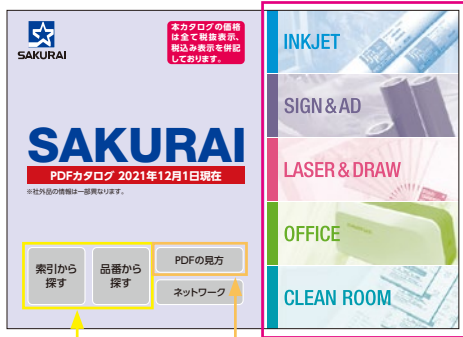 SAKURAI
本カタログの価格
は全て税抜表示、
税込み表示を併記
しております。
SAKURAI
PDFカタログ 2021年12月1日現在
※社外品の情報は一部異なります。
索引から
探す
品番から
探す
PDFの見方
ネットワーク
INKJET
SIGN&AD
LASER&DRAW
OFFICE
CLEAN ROOM